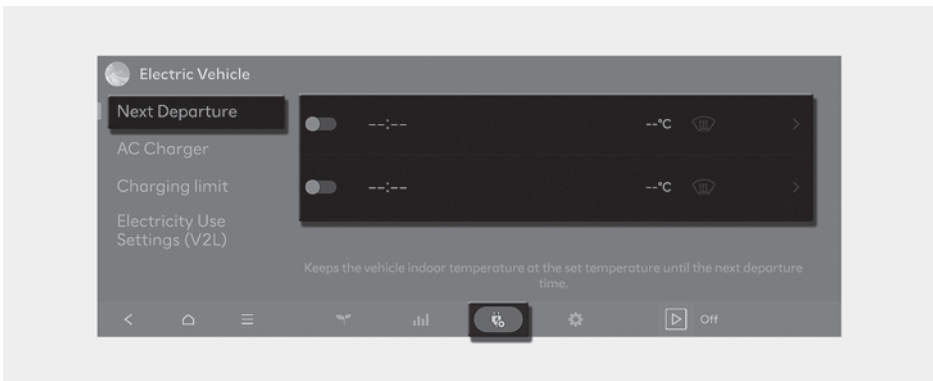 Electric Vehicle
Next Departure
AC Charger
Charging limit
Electricity Use
Settings (V2L)
--:-- --°C
--:-- --°C
Keeps the vehicle indoor temperature at the set temperature until the next departure
time.
Off